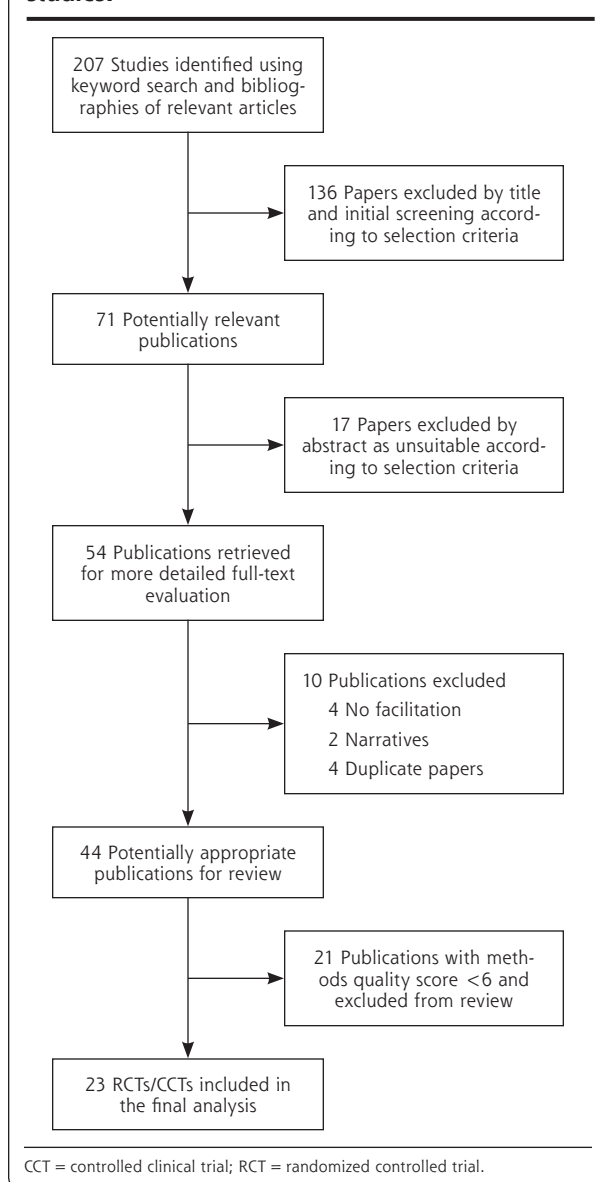 studies.
207 Studies identified using
keyword search and bibliog-
raphies of relevant articles
136 Papers excluded by title
and initial screening accord-
ing to selection criteria
71 Potentially relevant
publications
17 Papers excluded by
abstract as unsuitable accord-
ing to selection criteria
54 Publications retrieved
for more detailed full-text
evaluation
10 Publications excluded
4 No facilitation
2 Narratives
4 Duplicate papers
44 Potentially appropriate
publications for review
21 Publications with meth-
ods quality score <6 and
excluded from review
23 RCTs/CCTs included in
the final analysis
CCT = controlled clinical trial; RCT = randomized controlled trial.